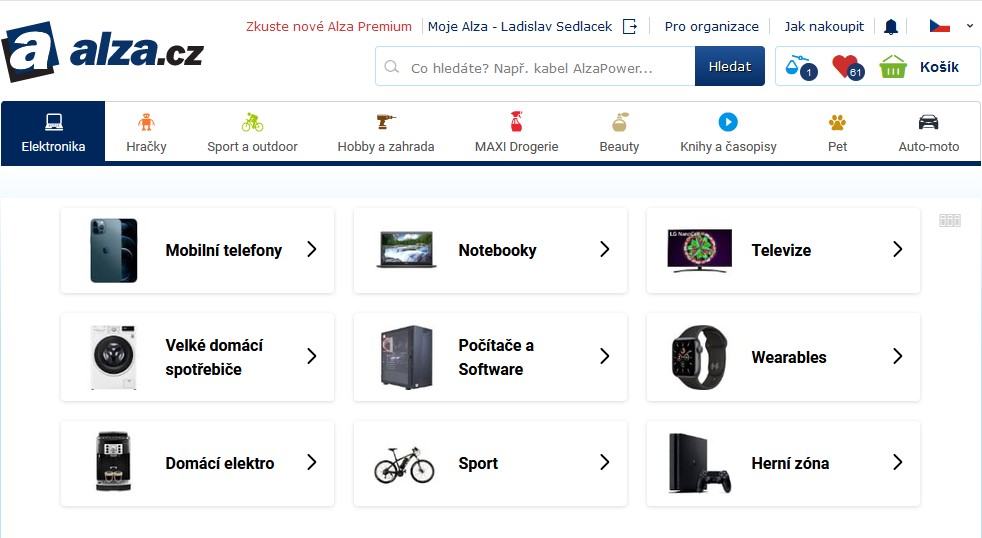 Zkuste nové Alza Premium
Moje Alza - Ladislav Sedlacek
Pro organizace
Jak nakoupit
a alza.cz
Co hledáte? Např. kabel AlzaPower...
Hledat
1
61
Košík
Elektronika
Hračky
Sport a outdoor
Hobby a zahrada
MAXI Drogerie
Beauty
Knihy a časopisy
Pet
Auto-moto
Mobilní telefony
Notebooky
LG NanoCell
Televize
Velké domácí
spotřebiče
Počítače a
Software
Wearables
Domácí elektro
Sport
Herní zóna